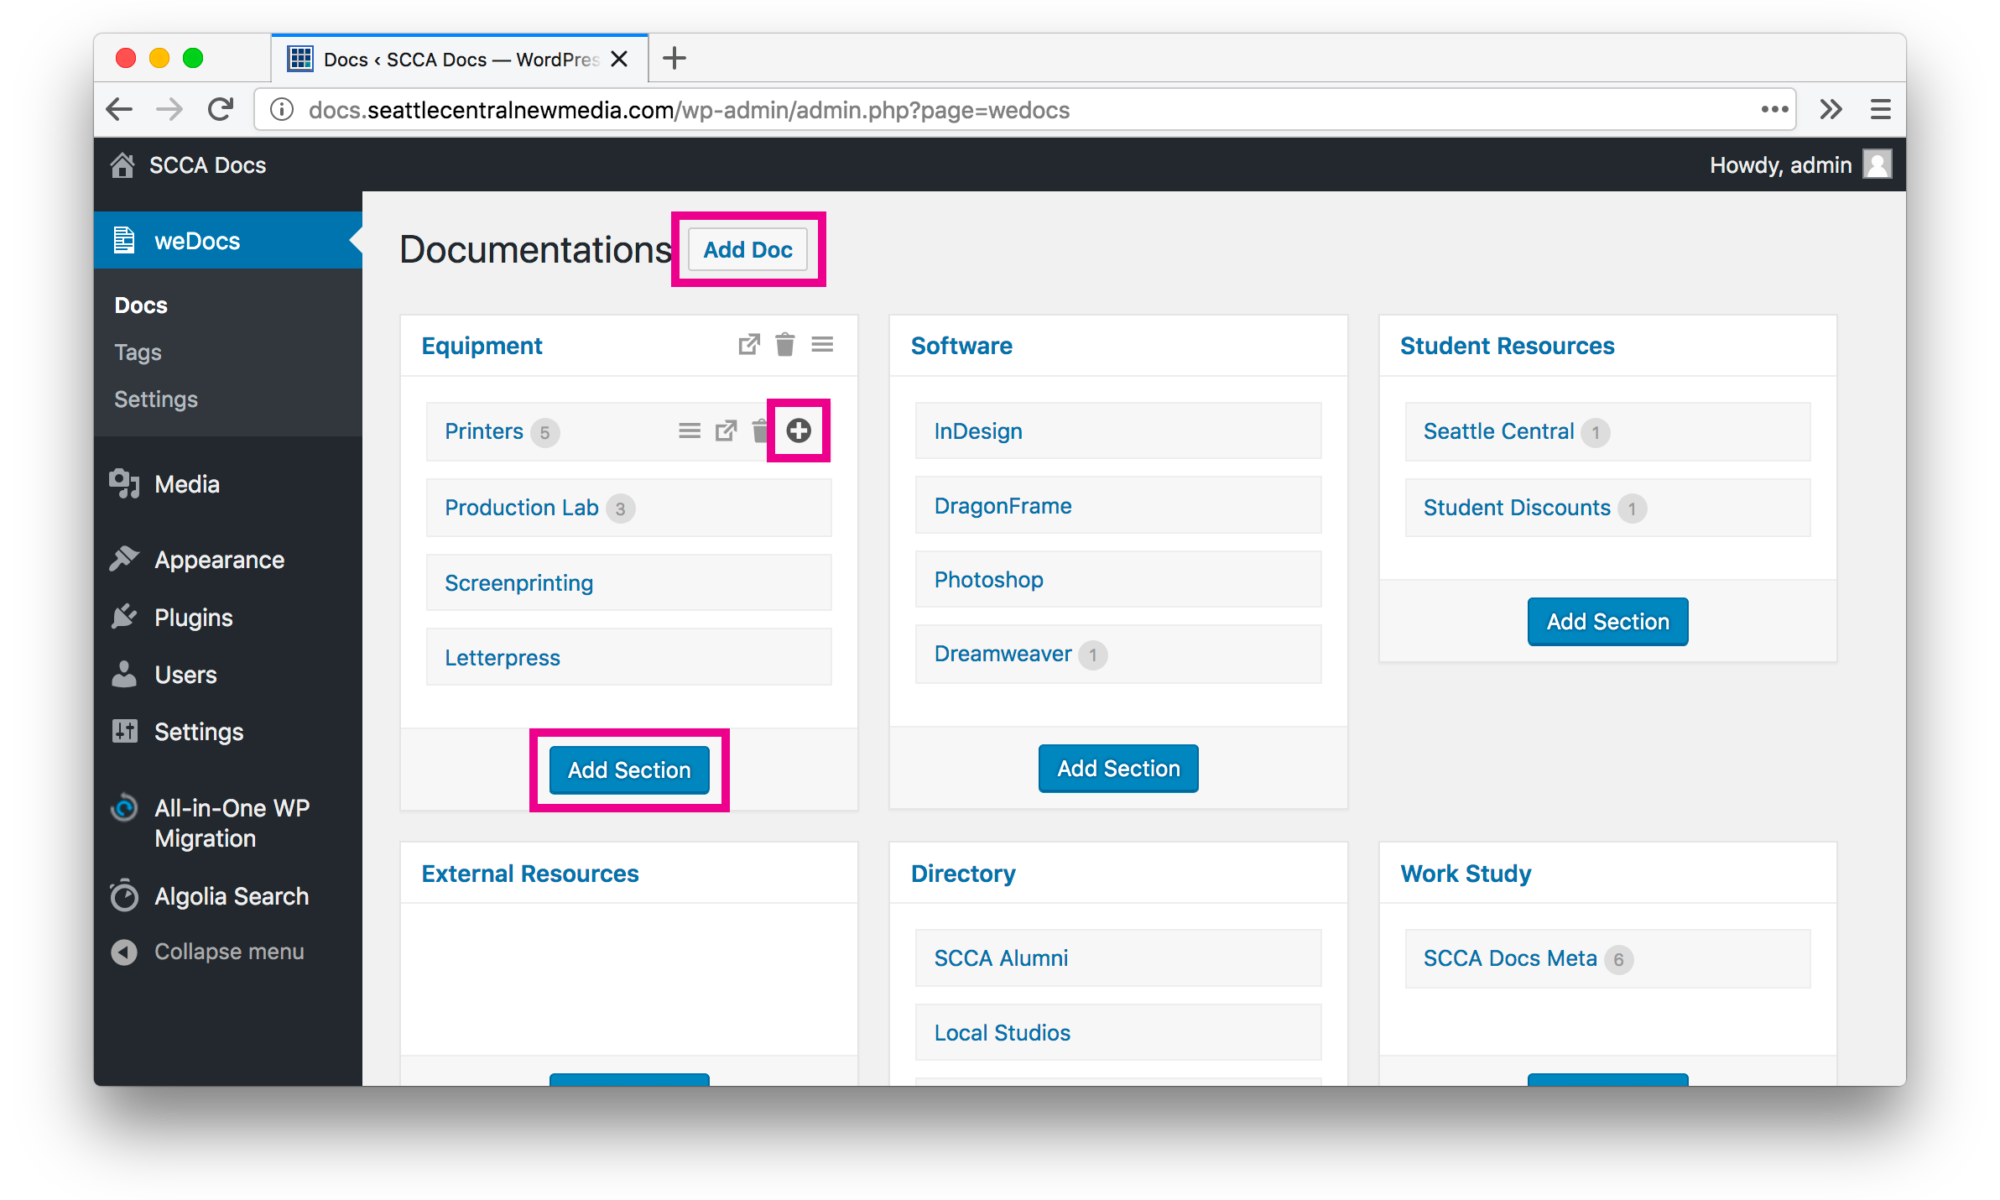 Docs ‹ SCCA Docs — WordPres
docs.seattlecentralnewmedia.com/wp-admin/admin.php?page=wedocs
SCCA Docs
Howdy, admin
weDocs
Docs
Tags
Settings
Media
Appearance
Plugins
Users
Settings
All-in-One WP
Migration
Algolia Search
Collapse menu
Documentations
Add Doc
Equipment
Printers 5
Production Lab 3
Screenprinting
Letterpress
Add Section
Software
InDesign
DragonFrame
Photoshop
Dreamweaver 1
Add Section
Student Resources
Seattle Central 1
Student Discounts 1
Add Section
External Resources
Directory
SCCA Alumni
Local Studios
Work Study
SCCA Docs Meta 6